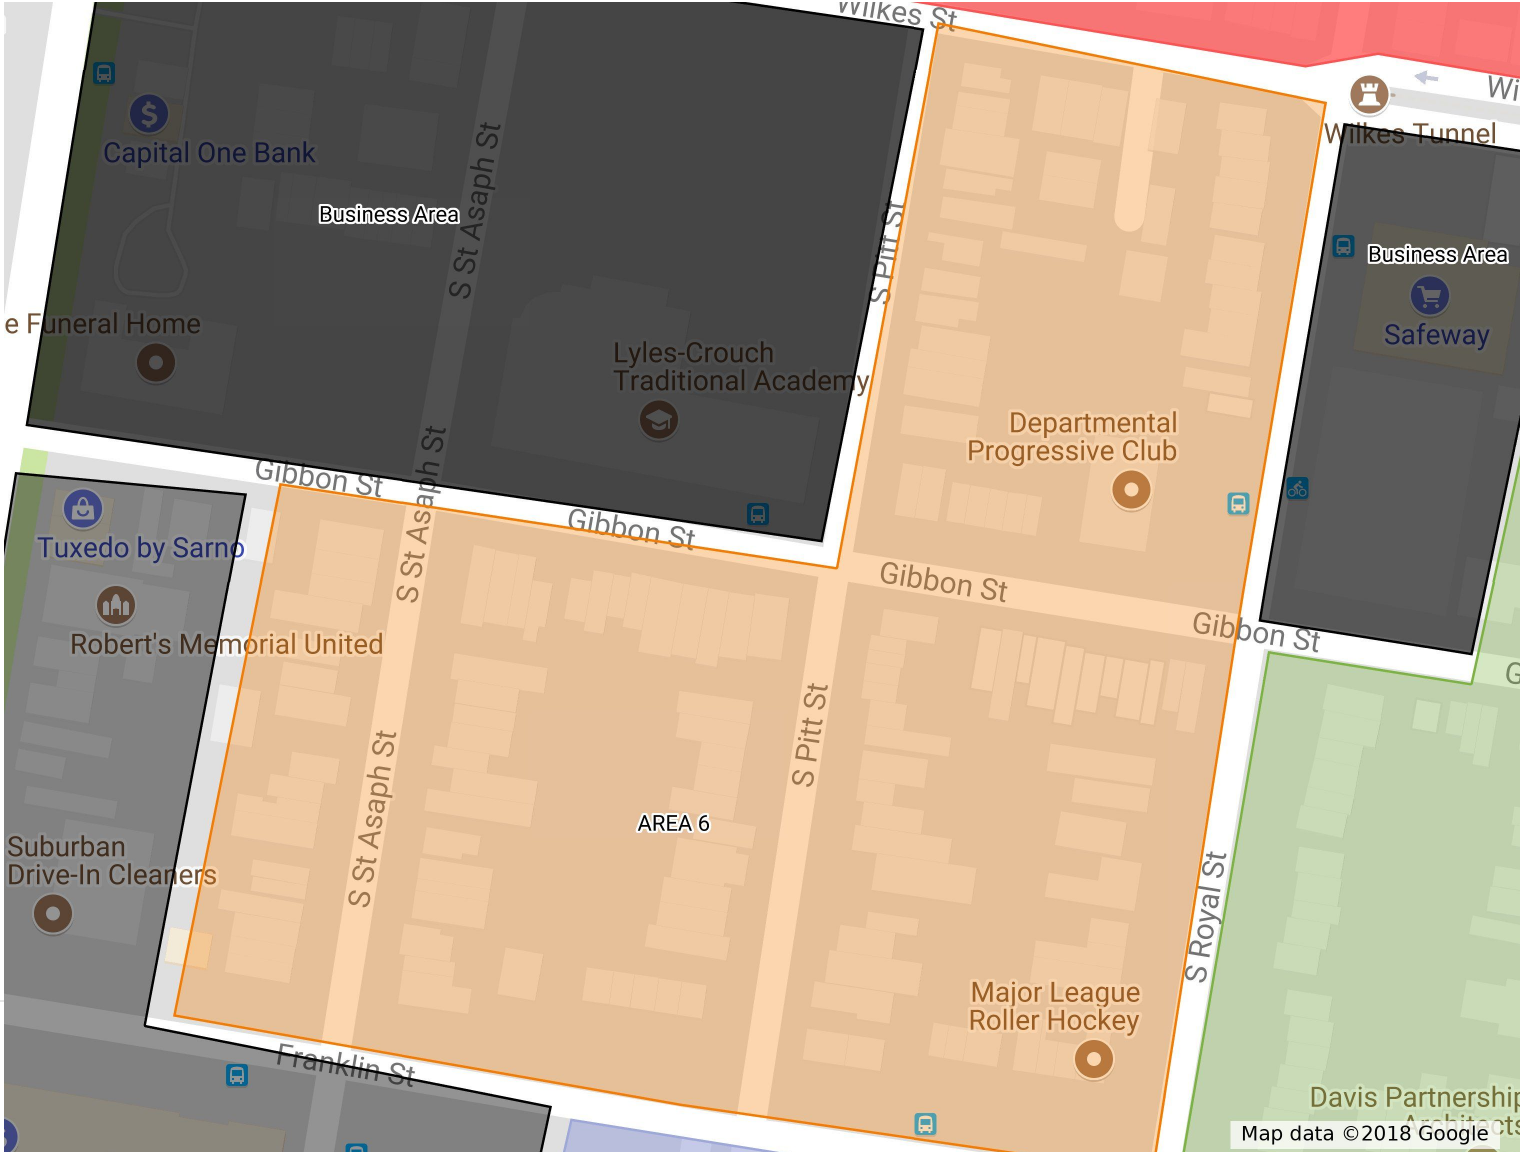 Wilkes St
Wi
Wilkes Tunnel
Capital One Bank
Business Area
S St Asaph St
S Pitt St
Business Area
Safeway
e Funeral Home
Lyles-Crouch
Traditional Academy
Departmental
Progressive Club
Gibbon St
S St Asaph St
Gibbon St
Tuxedo by Sarno
Gibbon St
Gibbon St
G
Robert's Memorial United
S Pitt St
S St Asaph St
AREA 6
Suburban
Drive-In Cleaners
S Royal St
Major League
Roller Hockey
Franklin St
Davis Partnership
Architects
Map data ©2018 Google